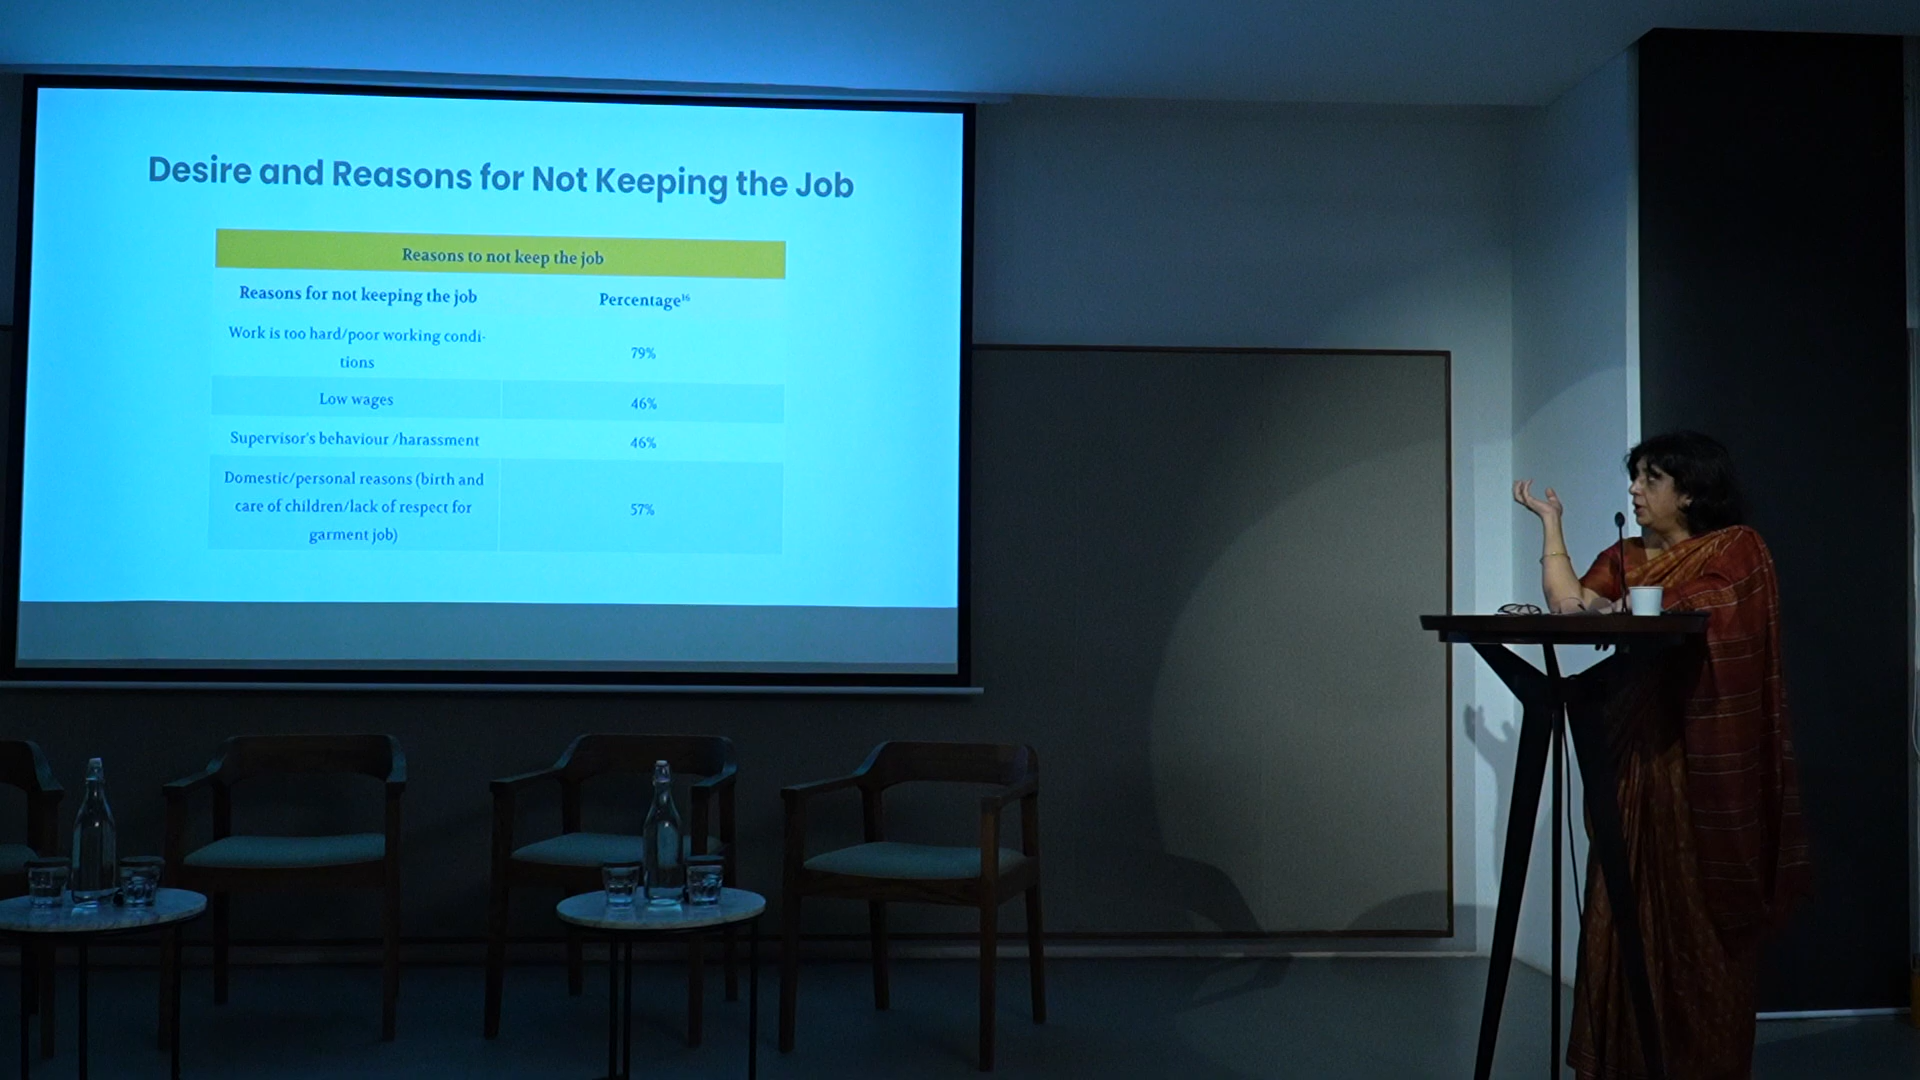 Desire and Reasons for Not Keeping the Job
Reasons to not keep the job
Reasons for not keeping the job Percentage¹⁶
Work is too hard/poor working condi-
tions 79%
Low wages 46%
Supervisor's behaviour /harassment 46%
Domestic/personal reasons (birth and
care of children/lack of respect for 57%
garment job)